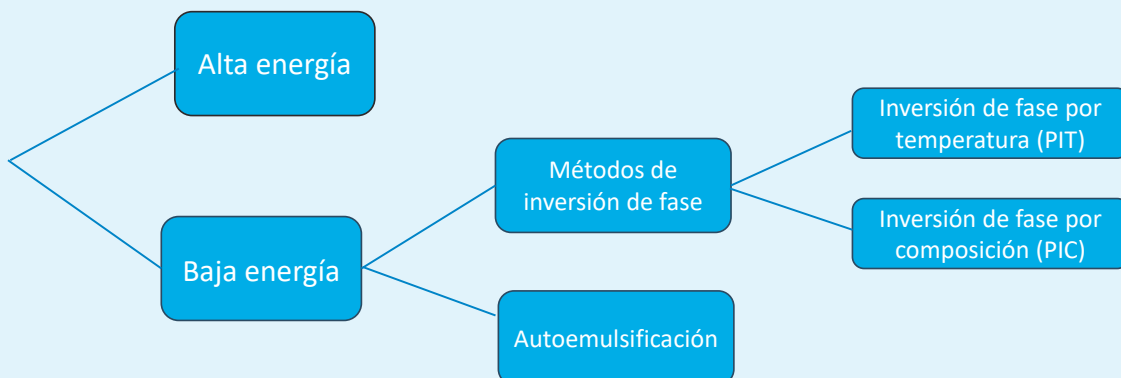 Alta energía
Baja energía
Métodos de
inversión de fase
Autoemulsificación
Inversión de fase por
temperatura (PIT)
Inversión de fase por
composición (PIC)